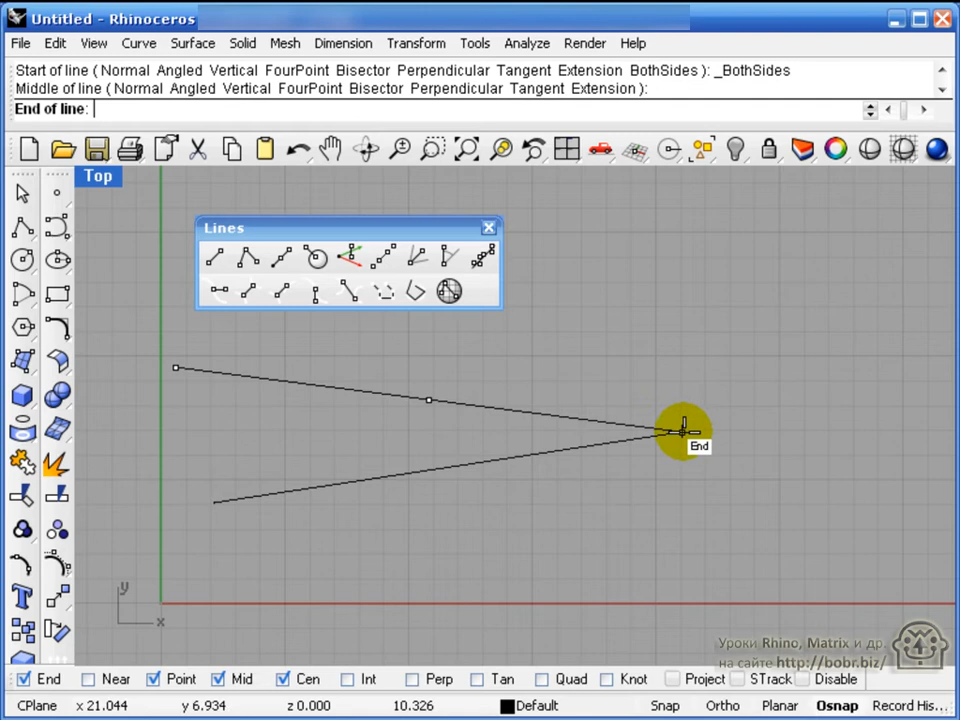 Untitled - Rhinoceros
File Edit View Curve Surface Solid Mesh Dimension Transform Tools Analyze Render Help
Start of line ( Normal Angled Vertical FourPoint Bisector Perpendicular Tangent Extension BothSides ): _BothSides
Middle of line ( Normal Angled Vertical FourPoint Bisector Perpendicular Tangent Extension ):
End of line:
Top
Lines
End
y
x
Уроки Rhino, Matrix и др.
на сайте http://bobr.biz/
End Near Point Mid Cen Int Perp Tan Quad Knot Project STrack Disable
CPlane x 21.044 y 6.934 z 0.000 10.326 Default Snap Ortho Planar Osnap Record His...